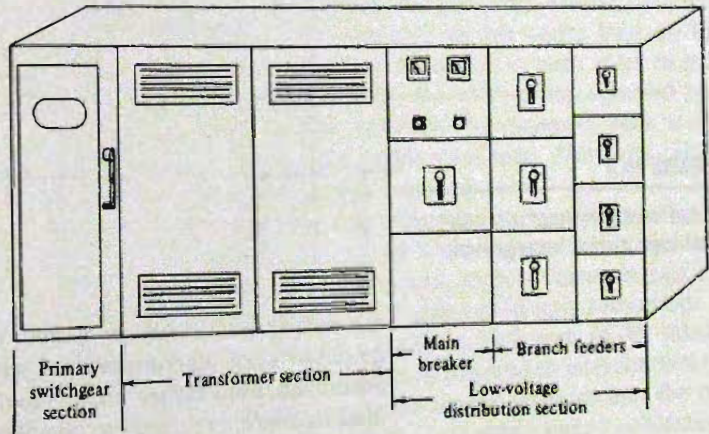 Primary
switchgear
section
Transformer section
Main
breaker
Branch feeders
Low-voltage
distribution section